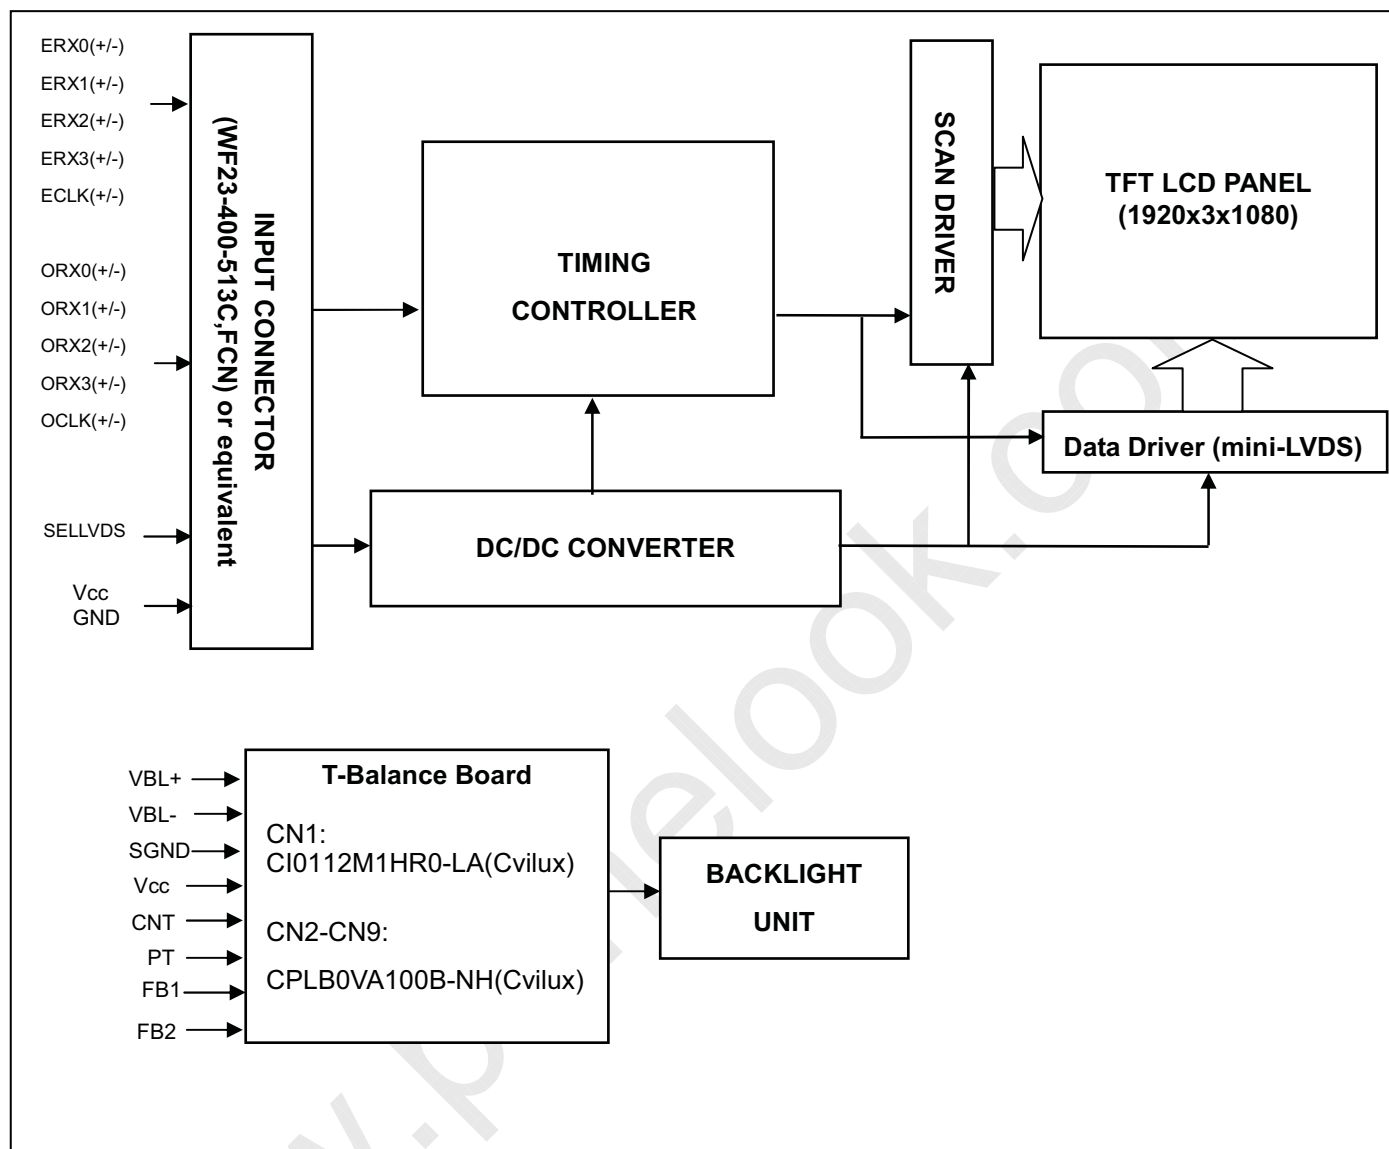 ERX0(+/-)
ERX1(+/-)
ERX2(+/-)
ERX3(+/-)
ECLK(+/-)
ORX0(+/-)
ORX1(+/-)
ORX2(+/-)
ORX3(+/-)
OCLK(+/-)
SELLVDS
Vcc
GND
INPUT CONNECTOR
(WF23-400-513C,FCN) or equivalent
TIMING
CONTROLLER
DC/DC CONVERTER
SCAN DRIVER
TFT LCD PANEL
(1920x3x1080)
Data Driver (mini-LVDS)
VBL+
VBL-
SGND
Vcc
CNT
PT
FB1
FB2
T-Balance Board
CN1:
CI0112M1HR0-LA(Cvilux)
CN2-CN9:
CPLB0VA100B-NH(Cvilux)
BACKLIGHT
UNIT